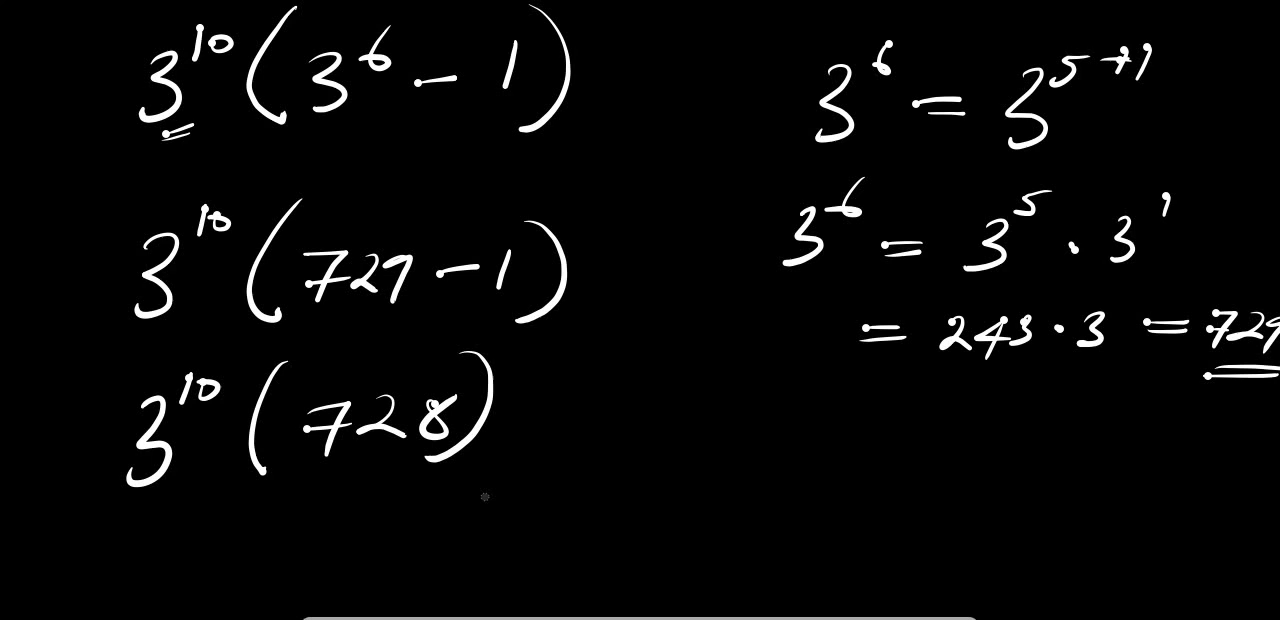 3^10 (3^6 - 1)
3^10 (729 - 1)
3^10 (728)
3^6 = 3^5+1
3^6 = 3^5 · 3^1
= 243 · 3 = 729